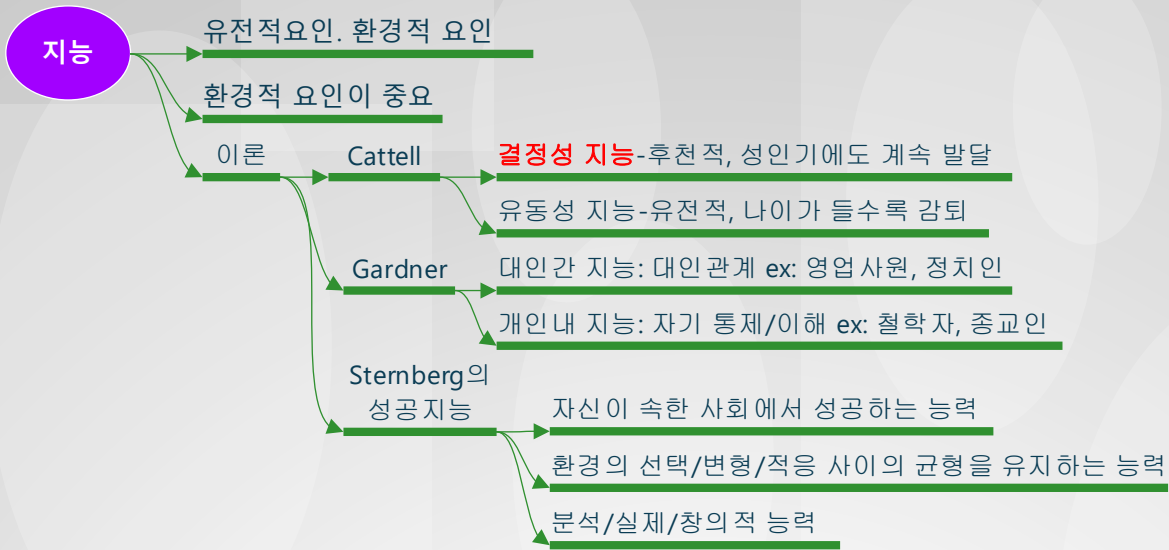 지능
유전적요인. 환경적 요인
환경적 요인이 중요
이론
Cattell
결정성 지능-후천적, 성인기에도 계속 발달
유동성 지능-유전적, 나이가 들수록 감퇴
Gardner
대인간 지능: 대인관계 ex: 영업사원, 정치인
개인내 지능: 자기 통제/이해 ex: 철학자, 종교인
Sternberg의
성공지능
자신이 속한 사회에서 성공하는 능력
환경의 선택/변형/적응 사이의 균형을 유지하는 능력
분석/실제/창의적 능력